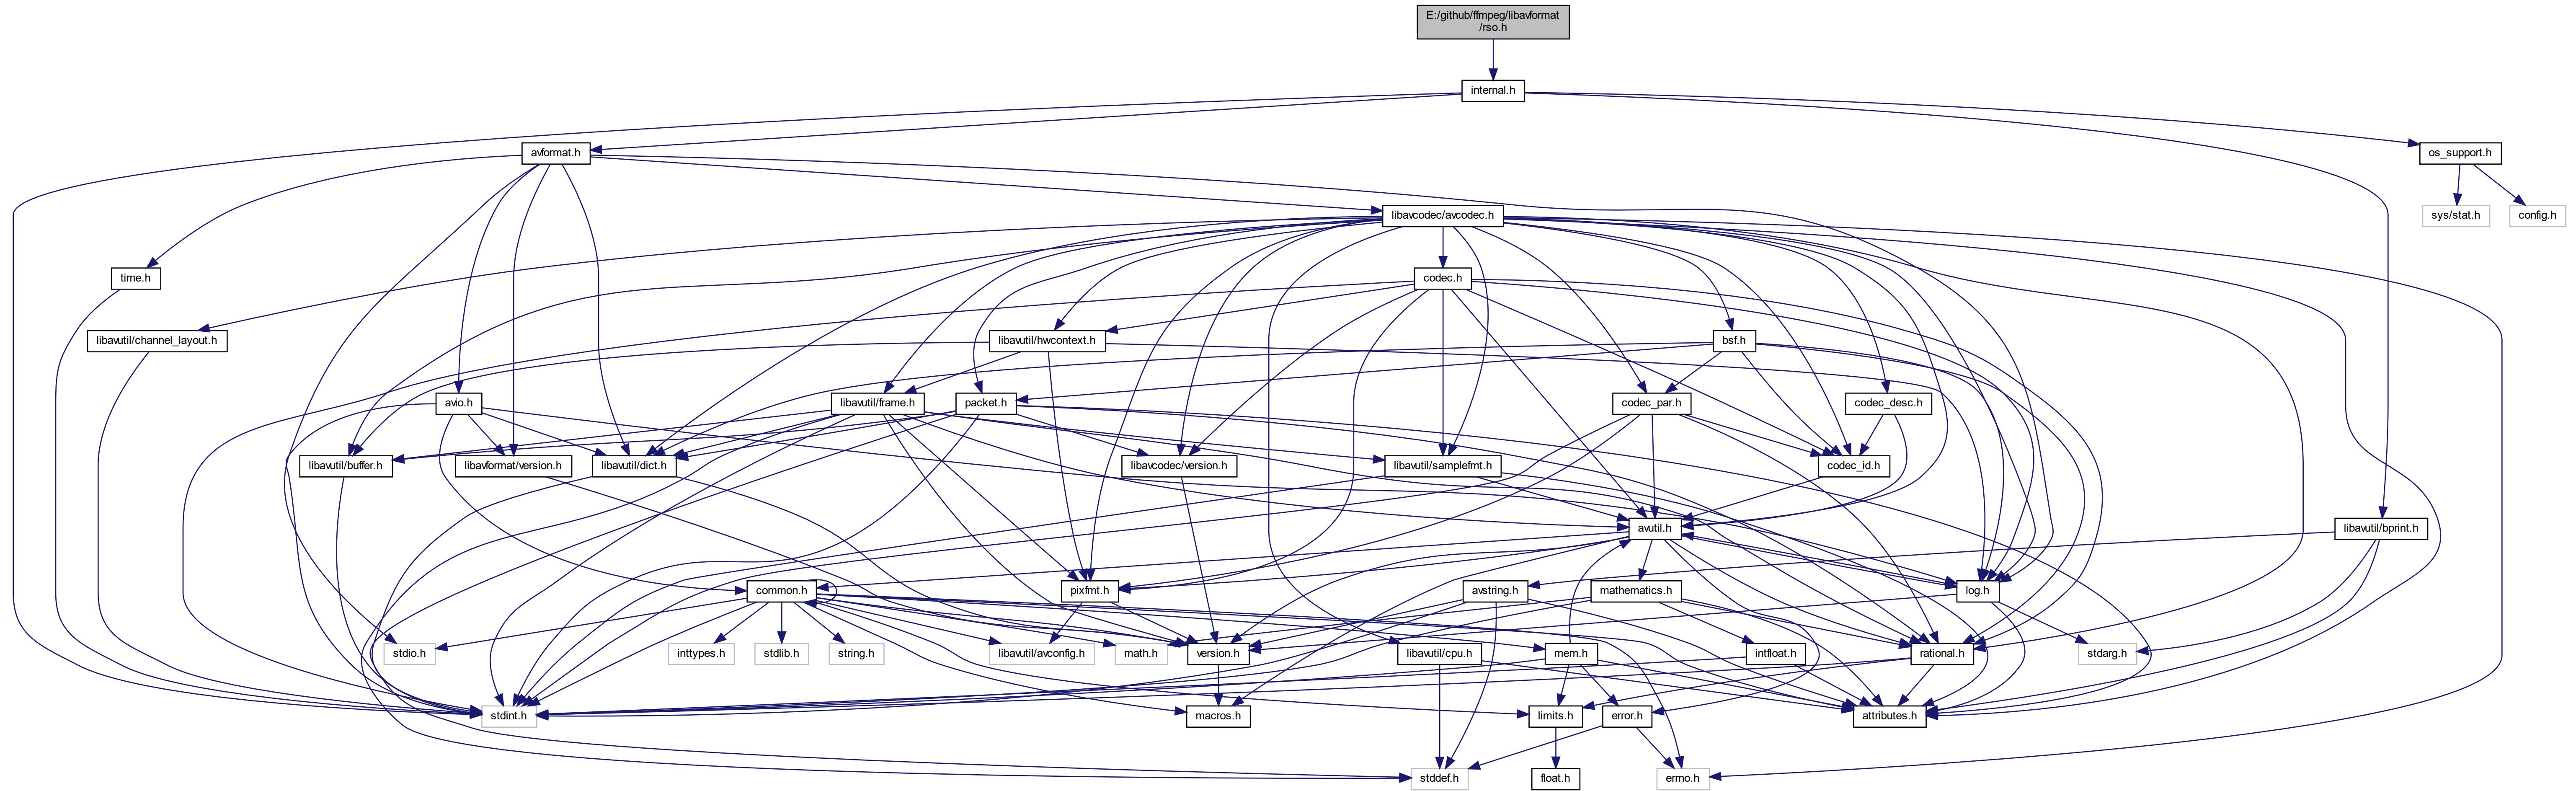 E:/github/ffmpeg/libavformat
/rso.h
internal.h
avformat.h
os_support.h
libavcodec/avcodec.h
sys/stat.h
config.h
time.h
codec.h
libavutil/channel_layout.h
libavutil/hwcontext.h
bsf.h
avio.h
libavutil/frame.h
packet.h
codec_par.h
codec_desc.h
libavutil/buffer.h
libavformat/version.h
libavutil/dict.h
libavcodec/version.h
libavutil/samplefmt.h
codec_id.h
avutil.h
libavutil/bprint.h
common.h
pixfmt.h
avstring.h
mathematics.h
log.h
stdio.h
inttypes.h
stdlib.h
string.h
libavutil/avconfig.h
math.h
version.h
libavutil/cpu.h
mem.h
intfloat.h
rational.h
stdarg.h
stdint.h
macros.h
limits.h
error.h
attributes.h
stddef.h
float.h
errno.h